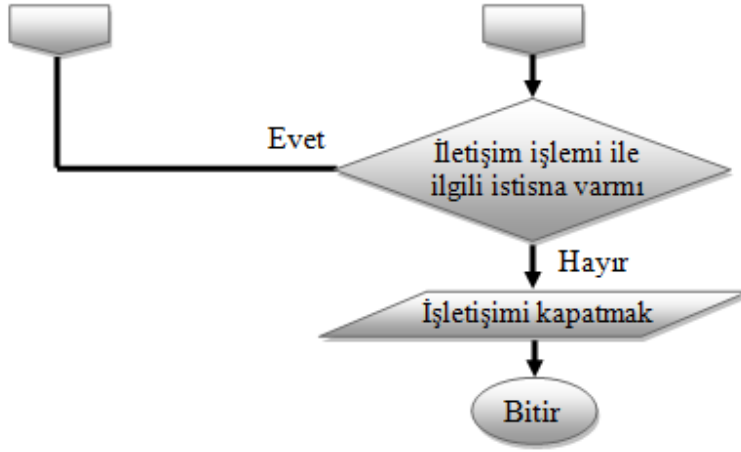 Evet
İletişim işlemi ile
ilgili istisna varmı
Hayır
İşletişimi kapatmak
Bitir